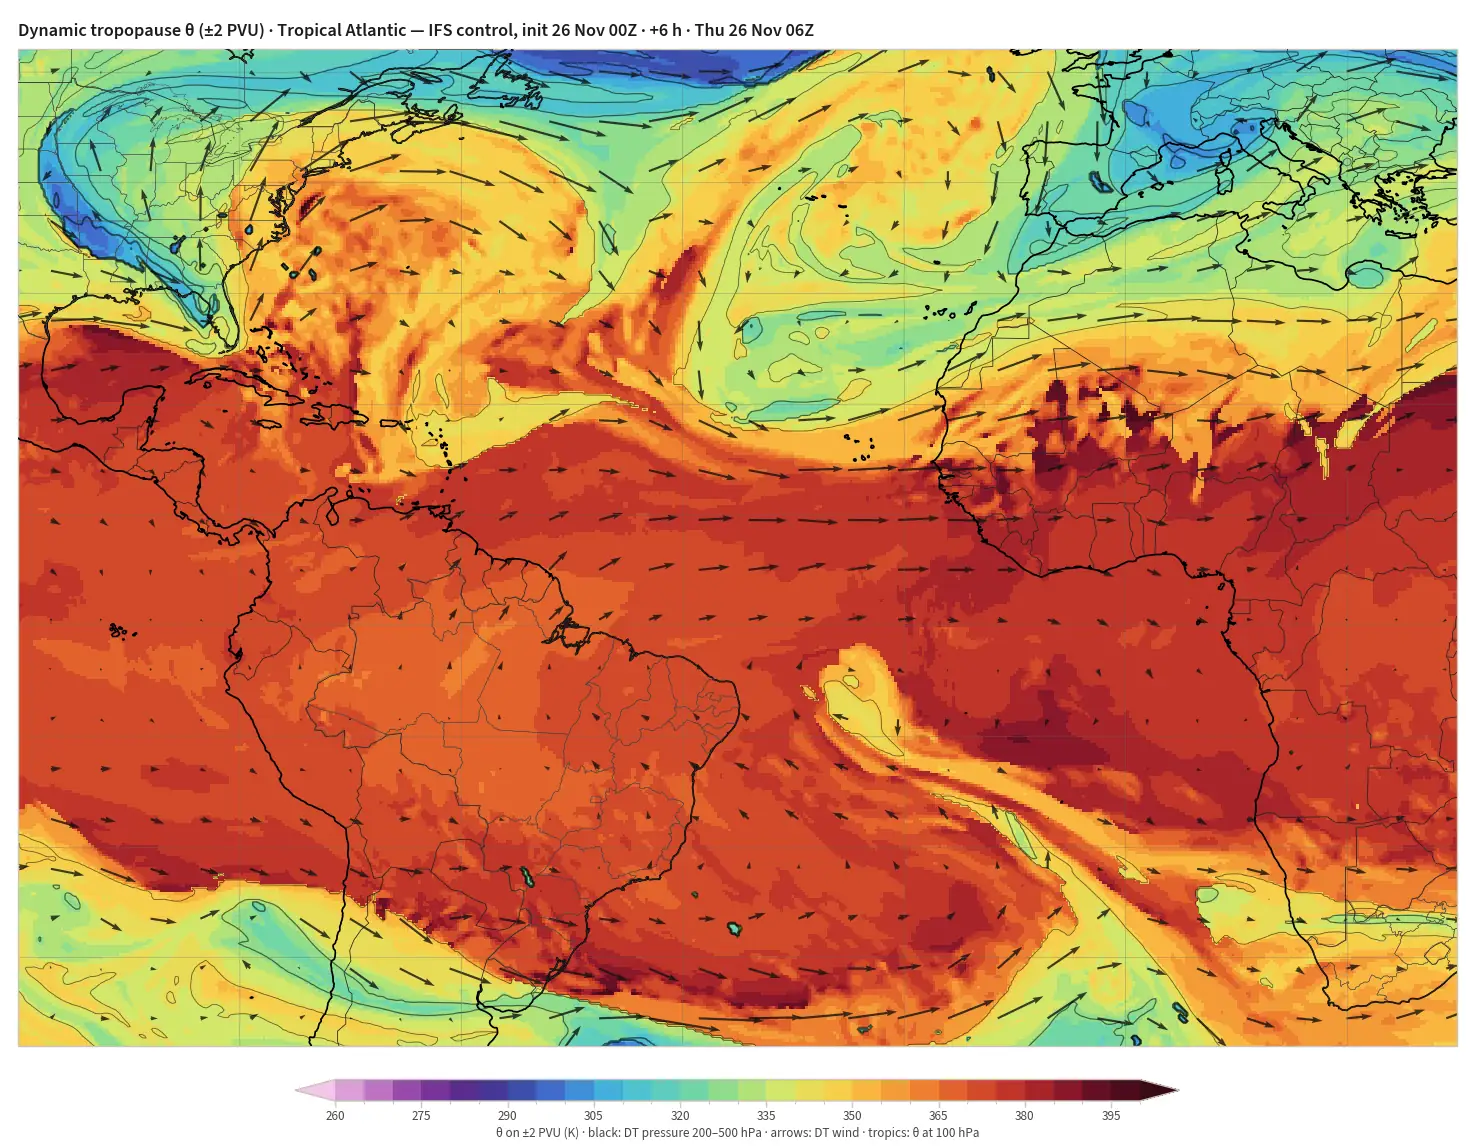 Dynamic tropopause θ (±2 PVU) · Tropical Atlantic — IFS control, init 26 Nov 00Z · +6 h · Thu 26 Nov 06Z
260 275 290 305 320 335 350 365 380 395
θ on ±2 PVU (K) · black: DT pressure 200–500 hPa · arrows: DT wind · tropics: θ at 100 hPa